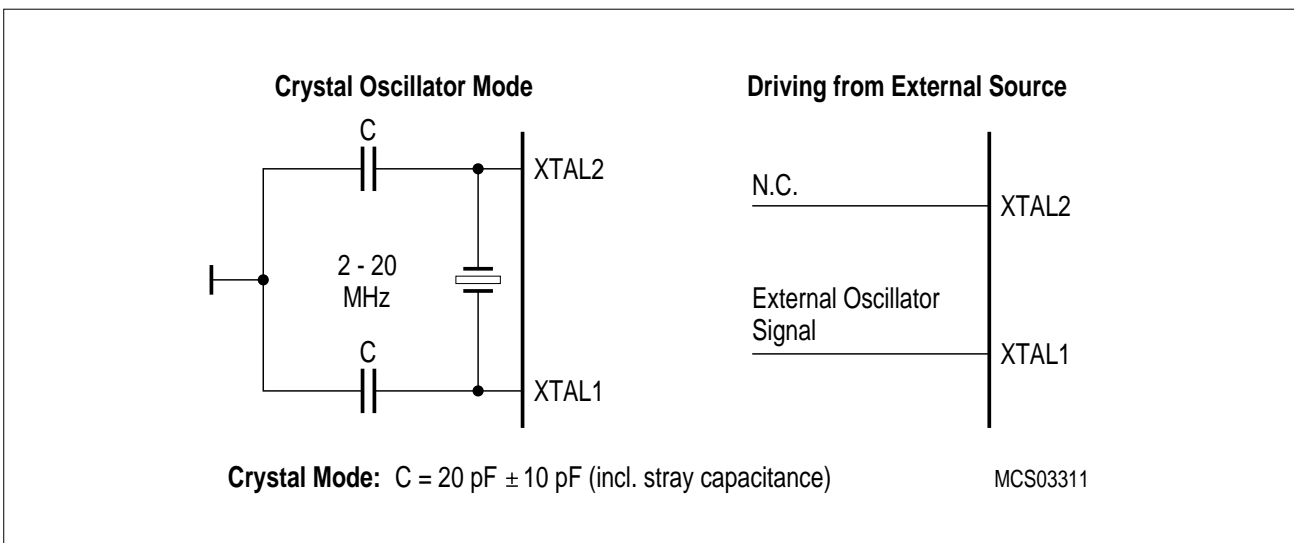 Crystal Oscillator Mode
C
XTAL2
2 - 20
MHz
C
XTAL1
Driving from External Source
N.C.
XTAL2
External Oscillator
Signal
XTAL1
Crystal Mode: C = 20 pF ± 10 pF (incl. stray capacitance)
MCS03311